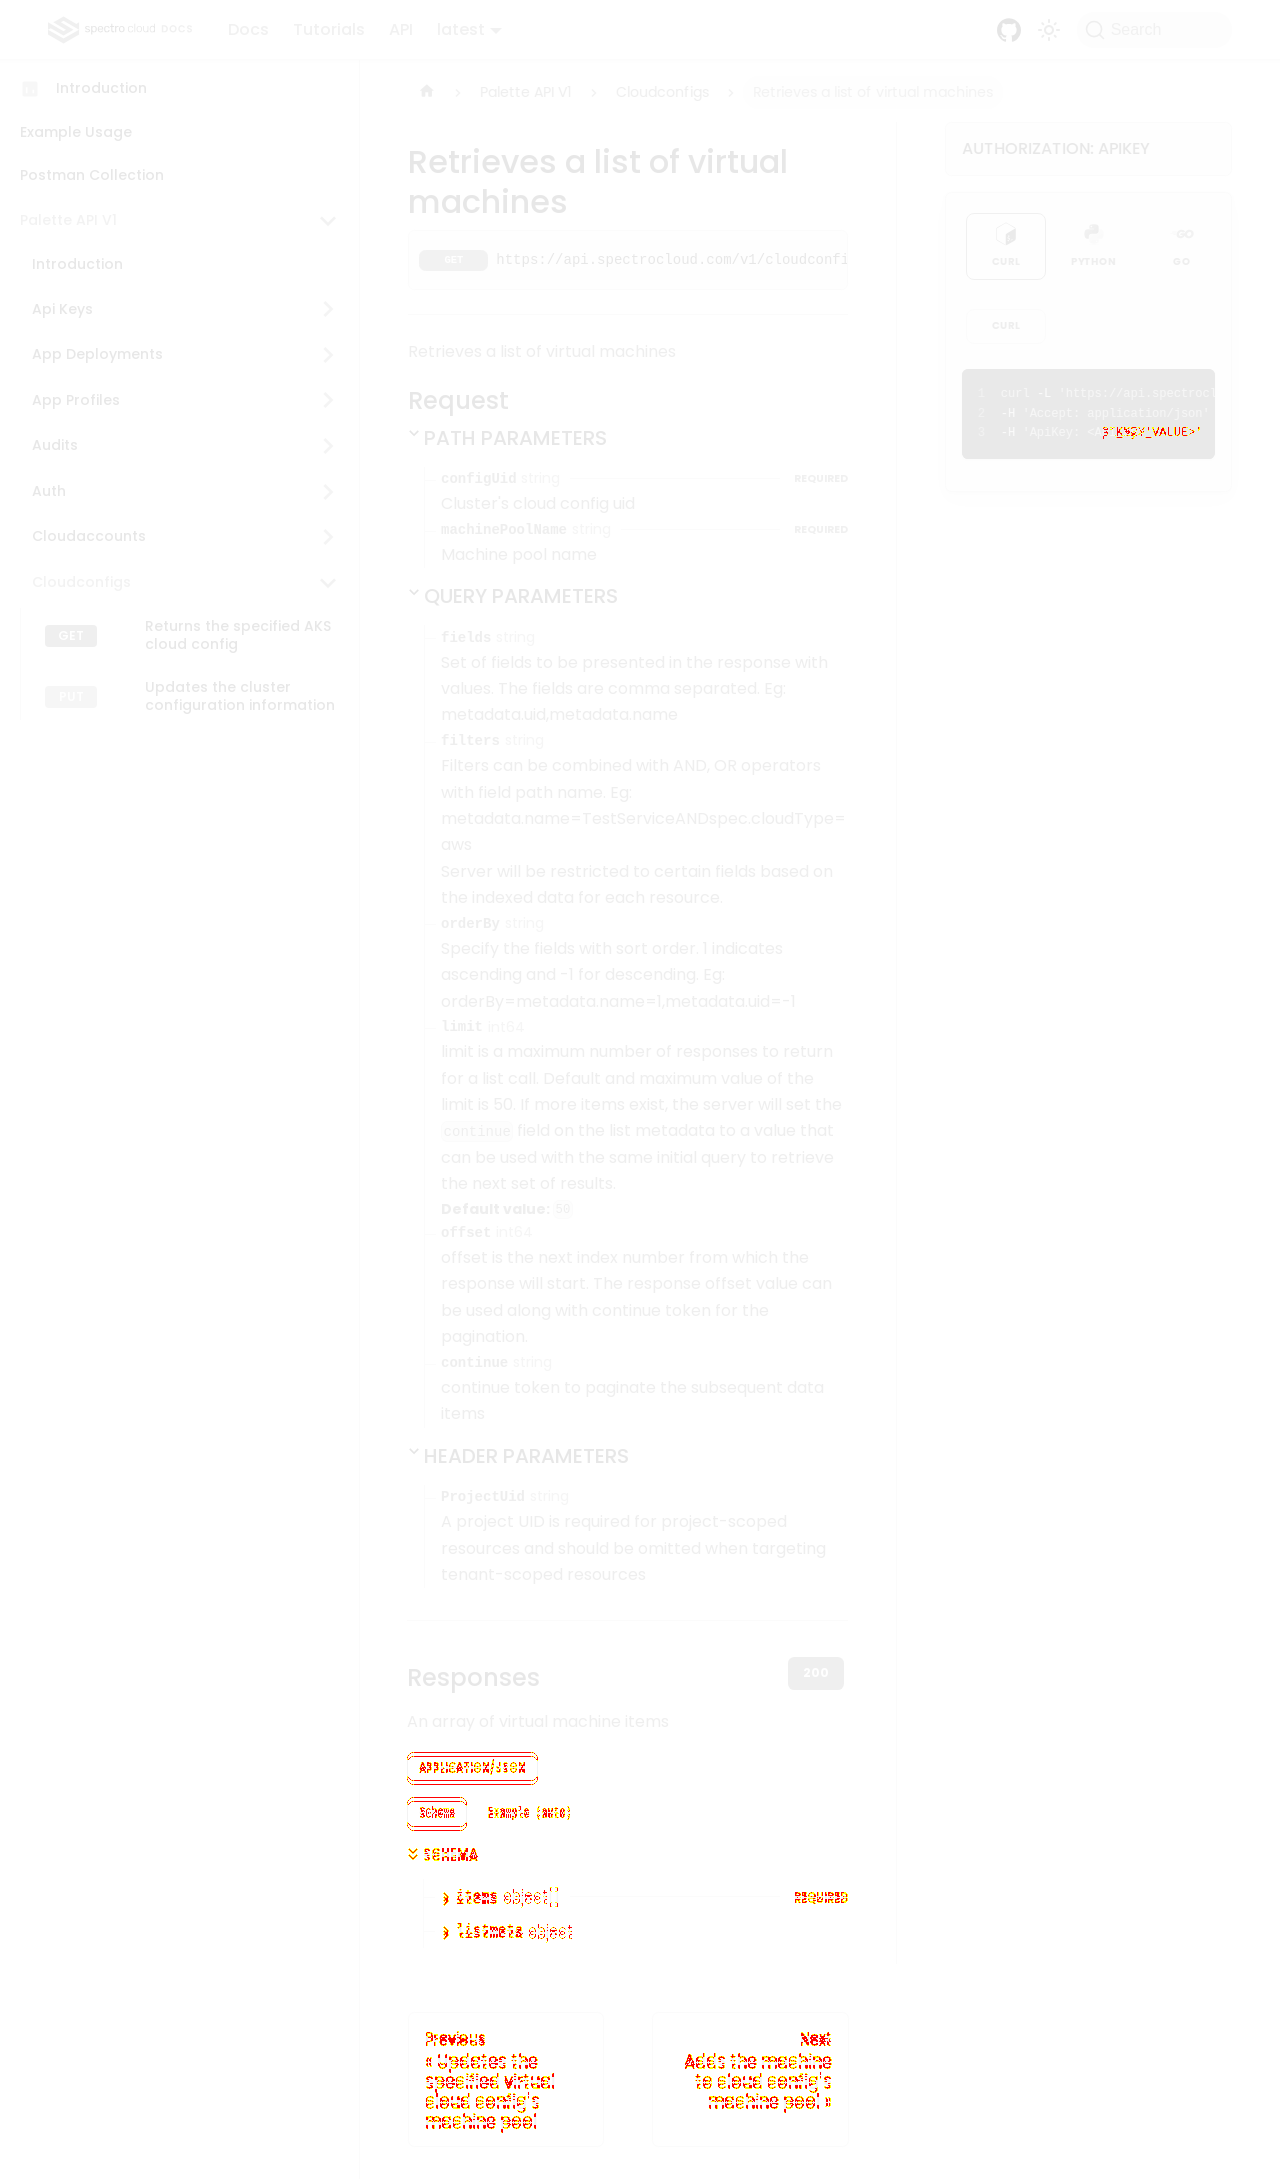 spectro cloud DOCS Docs Tutorials API latest Search
Introduction
Example Usage
Postman Collection
Palette API V1
Introduction
Api Keys
App Deployments
App Profiles
Audits
Auth
Cloudaccounts
Cloudconfigs
GET Returns the specified AKS
cloud config
PUT Updates the cluster
configuration information
Palette API V1 › Cloudconfigs › Retrieves a list of virtual machines
Retrieves a list of virtual
machines
GET https://api.spectrocloud.com/v1/cloudconfi
Retrieves a list of virtual machines
Request
PATH PARAMETERS
configUid string REQUIRED
Cluster's cloud config uid
machinePoolName string REQUIRED
Machine pool name
QUERY PARAMETERS
fields string
Set of fields to be presented in the response with
values. The fields are comma separated. Eg:
metadata.uid,metadata.name
filters string
Filters can be combined with AND, OR operators
with field path name. Eg:
metadata.name=TestServiceANDspec.cloudType=
aws
Server will be restricted to certain fields based on
the indexed data for each resource.
orderBy string
Specify the fields with sort order. 1 indicates
ascending and -1 for descending. Eg:
orderBy=metadata.name=1,metadata.uid=-1
limit int64
limit is a maximum number of responses to return
for a list call. Default and maximum value of the
limit is 50. If more items exist, the server will set the
continue field on the list metadata to a value that
can be used with the same initial query to retrieve
the next set of results.
Default value: 50
offset int64
offset is the next index number from which the
response will start. The response offset value can
be used along with continue token for the
pagination.
continue string
continue token to paginate the subsequent data
items
HEADER PARAMETERS
ProjectUid string
A project UID is required for project-scoped
resources and should be omitted when targeting
tenant-scoped resources
Responses 200
An array of virtual machine items
APPLICATION/JSON
Schema Example (auto)
SCHEMA
items object[] REQUIRED
listmeta object
Previous
« Updates the
specified virtual
cloud config's
machine pool
Next
Adds the machine
to cloud config's
machine pool »
AUTHORIZATION: APIKEY
CURL PYTHON GO
CURL
1 curl -L 'https://api.spectrocl
2 -H 'Accept: application/json'
3 -H 'ApiKey: VALUE>'